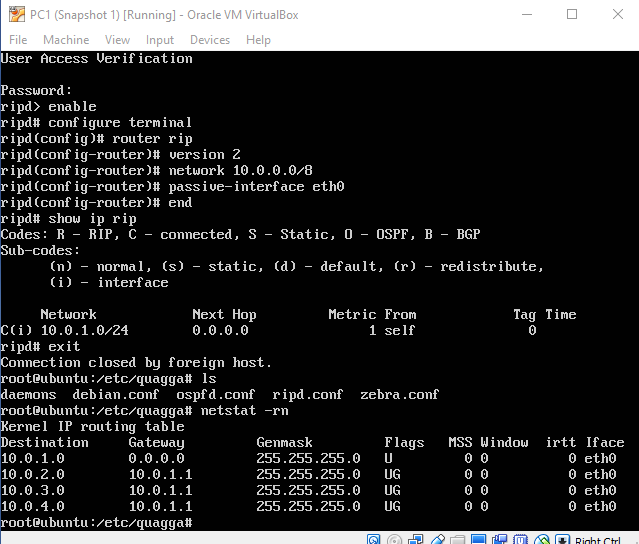 PC1 (Snapshot 1) [Running] - Oracle VM VirtualBox
File Machine View Input Devices Help
User Access Verification
Password:
ripd> enable
ripd# configure terminal
ripd(config)# router rip
ripd(config-router)# version 2
ripd(config-router)# network 10.0.0.0/8
ripd(config-router)# passive-interface eth0
ripd(config-router)# end
ripd# show ip rip
Codes: R - RIP, C - connected, S - Static, O - OSPF, B - BGP
Sub-codes:
(n) - normal, (s) - static, (d) - default, (r) - redistribute,
(i) - interface
Network Next Hop Metric From Tag Time
C(i) 10.0.1.0/24 0.0.0.0 1 self 0
ripd# exit
Connection closed by foreign host.
root@ubuntu:/etc/quagga# ls
daemons debian.conf ospfd.conf ripd.conf zebra.conf
root@ubuntu:/etc/quagga# netstat -rn
Kernel IP routing table
Destination Gateway Genmask Flags MSS Window irtt Iface
10.0.1.0 0.0.0.0 255.255.255.0 U 0 0 0 eth0
10.0.2.0 10.0.1.1 255.255.255.0 UG 0 0 0 eth0
10.0.3.0 10.0.1.1 255.255.255.0 UG 0 0 0 eth0
10.0.4.0 10.0.1.1 255.255.255.0 UG 0 0 0 eth0
root@ubuntu:/etc/quagga#
Right Ctrl